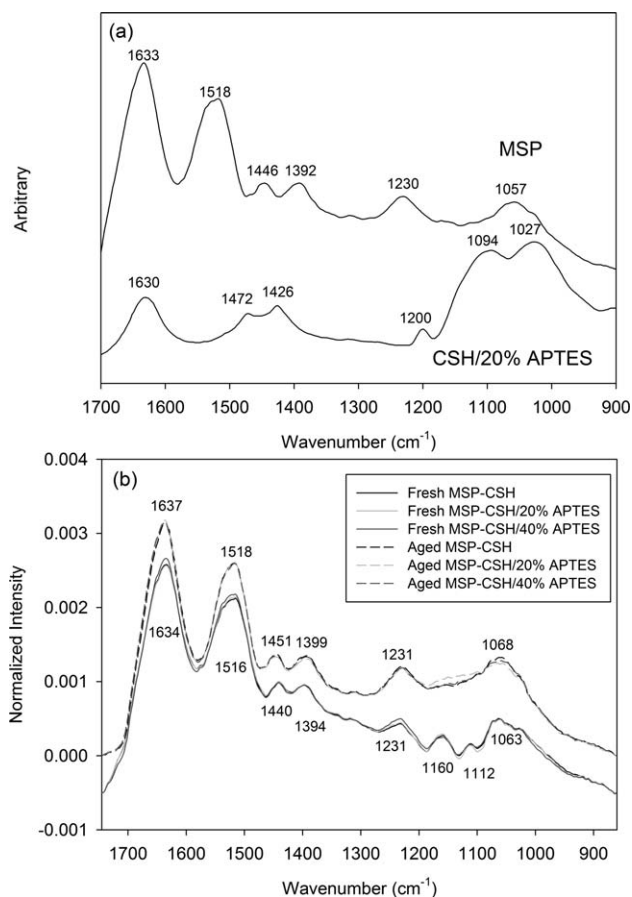 (a)
1633
1518
MSP
1446
1392
1230
1057
Arbitrary
1094
1027
1630
1472
1426
1200
CSH/20% APTES
1700 1600 1500 1400 1300 1200 1100 1000 900
Wavenumber (cm⁻¹)
0.004
(b)
Fresh MSP-CSH
Fresh MSP-CSH/20% APTES
Fresh MSP-CSH/40% APTES
Aged MSP-CSH
Aged MSP-CSH/20% APTES
Aged MSP-CSH/40% APTES
1637
0.003
1518
Normalized Intensity
0.002
1634
1516
1451
1399
1231
1068
0.001
1440
1394
1231
1160
1112
1063
0.000
-0.001
1700 1600 1500 1400 1300 1200 1100 1000 900
Wavenumber (cm⁻¹)